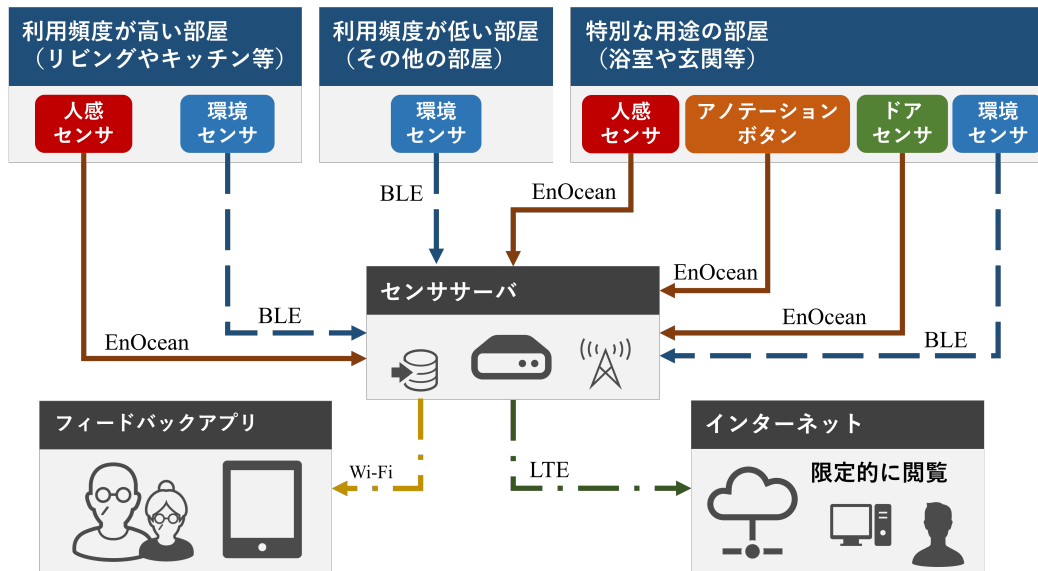 利用頻度が高い部屋
（リビングやキッチン等）
利用頻度が低い部屋
（その他の部屋）
特別な用途の部屋
（浴室や玄関等）
人感
センサ
環境
センサ
環境
センサ
人感
センサ
アノテーション
ボタン
ドア
センサ
環境
センサ
BLE
EnOcean
EnOcean
センササーバ
BLE
EnOcean
EnOcean
BLE
フィードバックアプリ
インターネット
Wi-Fi
LTE
限定的に閲覧